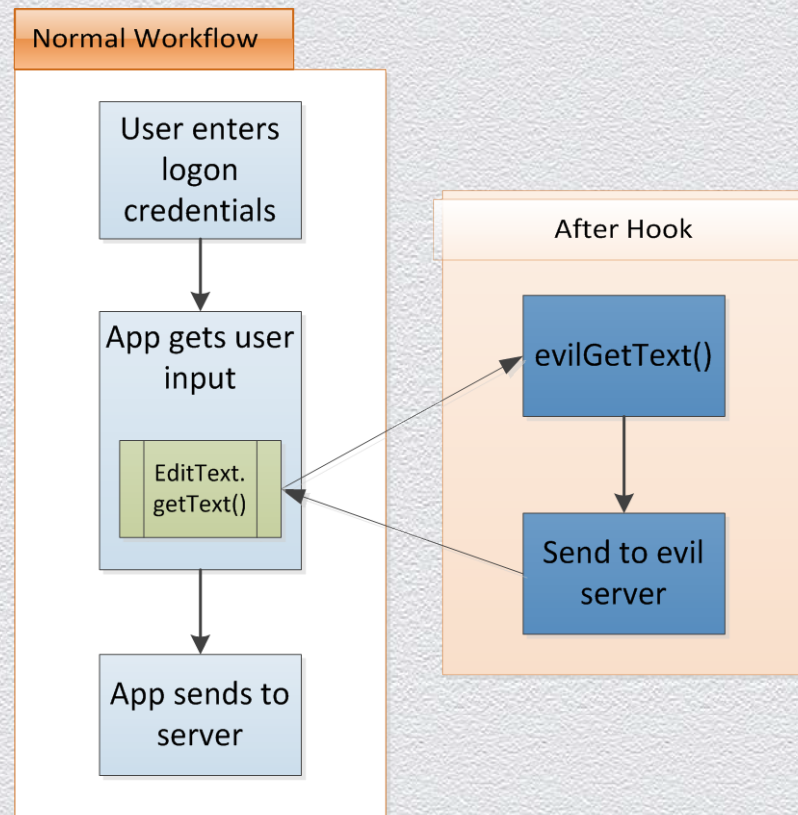 Normal Workflow
User enters
logon
credentials
App gets user
input
EditText.
getText()
App sends to
server
After Hook
evilGetText()
Send to evil
server